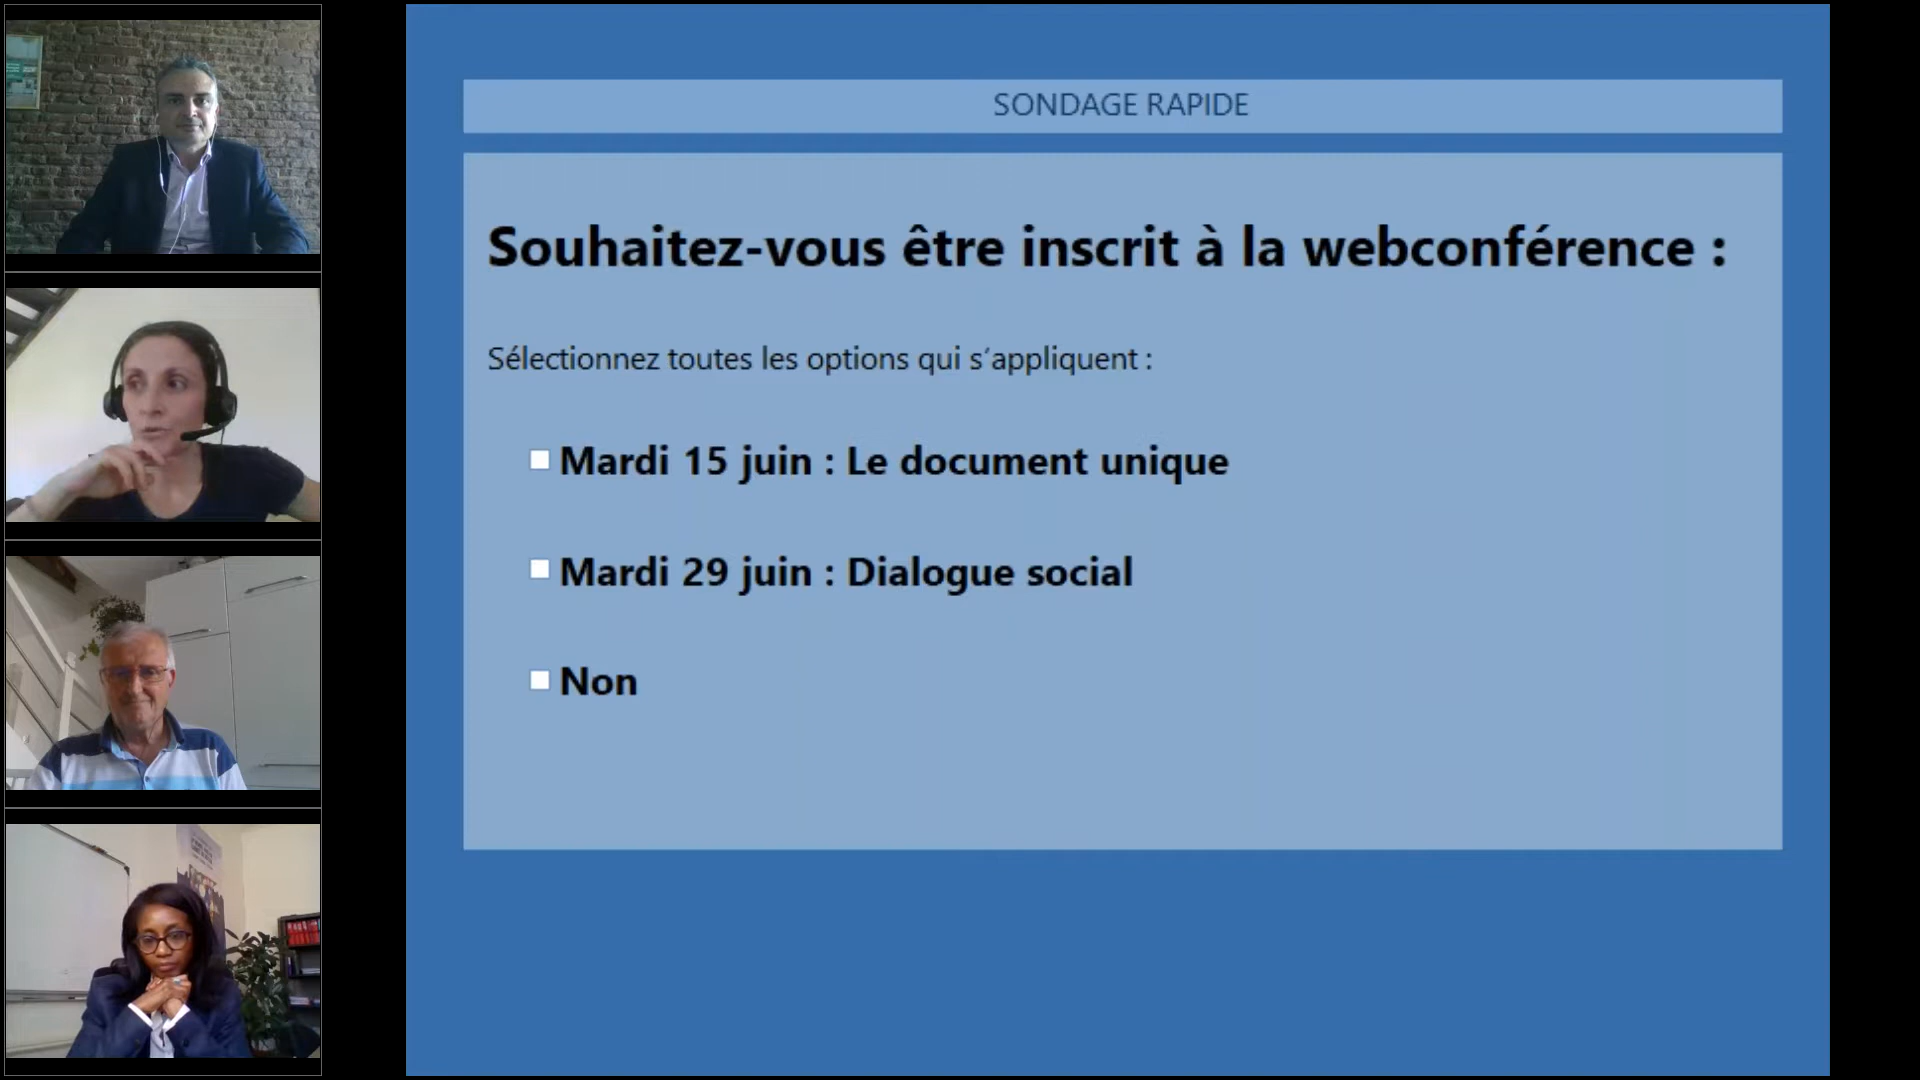 SONDAGE RAPIDE
Souhaitez-vous être inscrit à la webconférence :
Sélectionnez toutes les options qui s'appliquent :
Mardi 15 juin : Le document unique
Mardi 29 juin : Dialogue social
Non